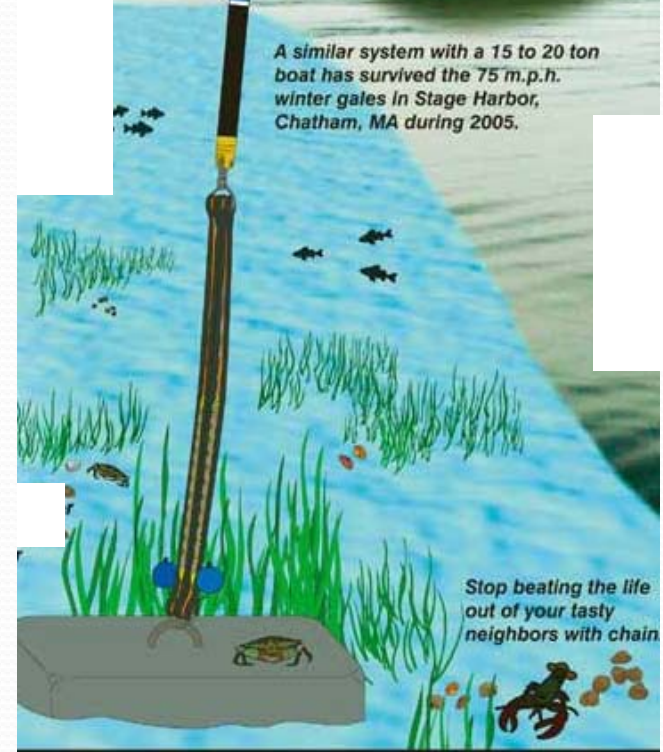 A similar system with a 15 to 20 ton
boat has survived the 75 m.p.h.
winter gales in Stage Harbor,
Chatham, MA during 2005.
Stop beating the life
out of your tasty
neighbors with chain.